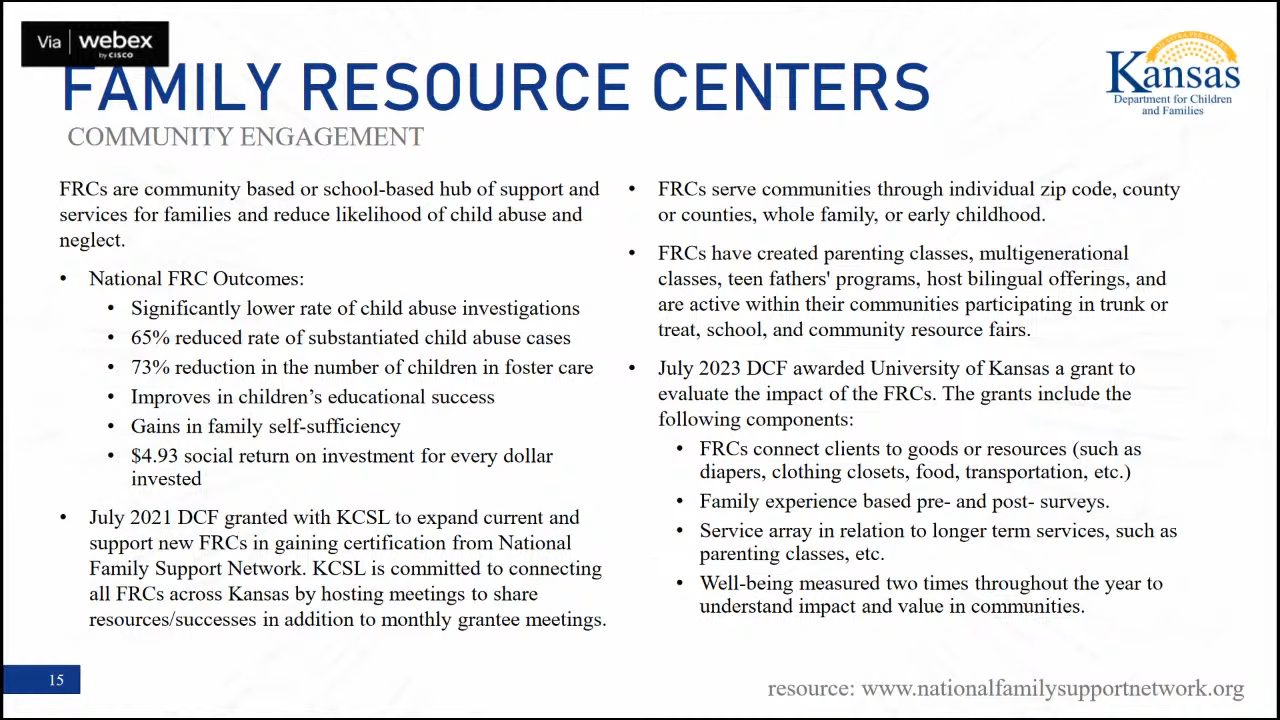 Via webex
by CISCO
FAMILY RESOURCE CENTERS
COMMUNITY ENGAGEMENT
Kansas
Department for Children
and Families
FRCs are community based or school-based hub of support and
services for families and reduce likelihood of child abuse and
neglect.
• National FRC Outcomes:
• Significantly lower rate of child abuse investigations
• 65% reduced rate of substantiated child abuse cases
• 73% reduction in the number of children in foster care
• Improves in children’s educational success
• Gains in family self-sufficiency
• $4.93 social return on investment for every dollar
invested
• July 2021 DCF granted with KCSL to expand current and
support new FRCs in gaining certification from National
Family Support Network. KCSL is committed to connecting
all FRCs across Kansas by hosting meetings to share
resources/successes in addition to monthly grantee meetings.
• FRCs serve communities through individual zip code, county
or counties, whole family, or early childhood.
• FRCs have created parenting classes, multigenerational
classes, teen fathers' programs, host bilingual offerings, and
are active within their communities participating in trunk or
treat, school, and community resource fairs.
• July 2023 DCF awarded University of Kansas a grant to
evaluate the impact of the FRCs. The grants include the
following components:
• FRCs connect clients to goods or resources (such as
diapers, clothing closets, food, transportation, etc.)
• Family experience based pre- and post- surveys.
• Service array in relation to longer term services, such as
parenting classes, etc.
• Well-being measured two times throughout the year to
understand impact and value in communities.
15
resource: www.nationalfamilysupportnetwork.org